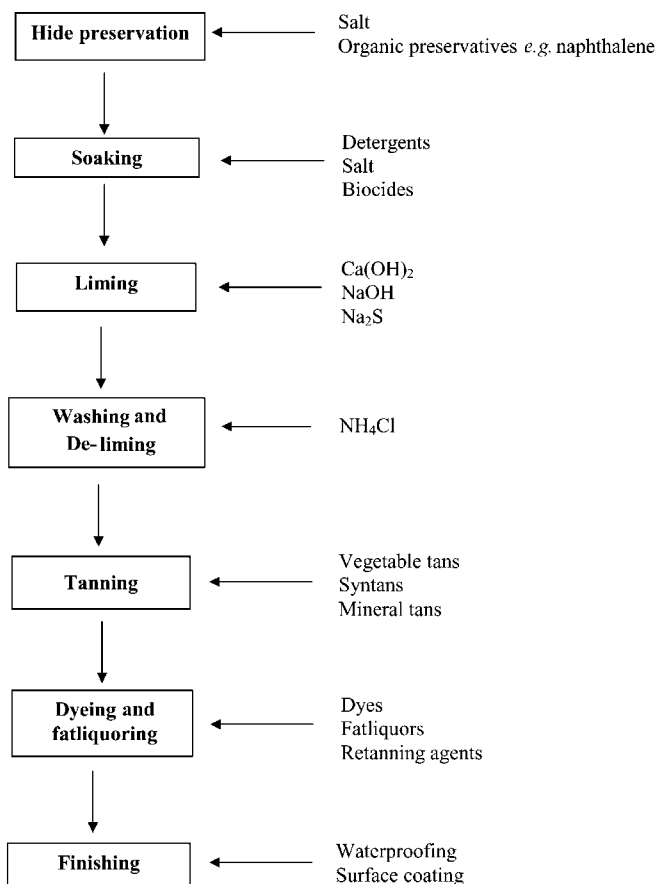 Hide preservation
Salt
Organic preservatives e.g. naphthalene
Soaking
Detergents
Salt
Biocides
Liming
Ca(OH)₂
NaOH
Na₂S
Washing and
De-liming
NH₄Cl
Tanning
Vegetable tans
Syntans
Mineral tans
Dyeing and
fatliquoring
Dyes
Fatliquors
Retanning agents
Finishing
Waterproofing
Surface coating